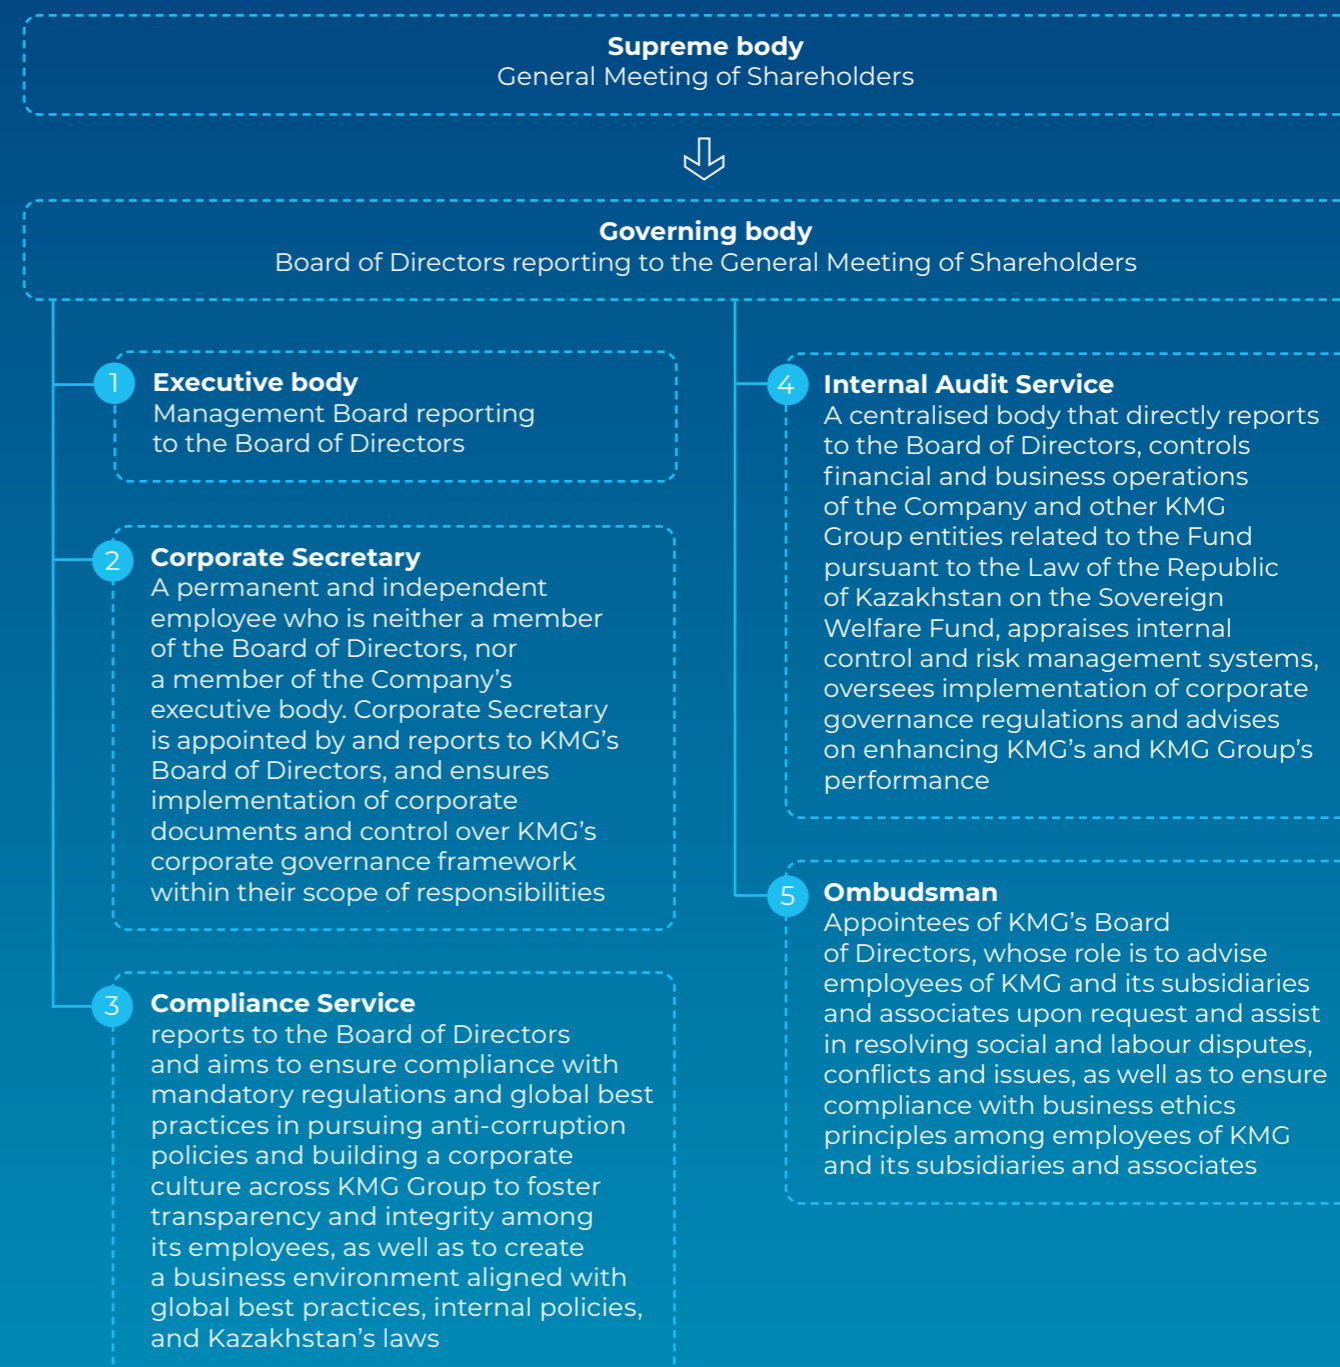 Supreme body
General Meeting of Shareholders
Governing body
Board of Directors reporting to the General Meeting of Shareholders
1
Executive body
Management Board reporting
to the Board of Directors
2
Corporate Secretary
A permanent and independent
employee who is neither a member
of the Board of Directors, nor
a member of the Company's
executive body. Corporate Secretary
is appointed by and reports to KMG's
Board of Directors, and ensures
implementation of corporate
documents and control over KMG's
corporate governance framework
within their scope of responsibilities
3
Compliance Service
reports to the Board of Directors
and aims to ensure compliance with
mandatory regulations and global best
practices in pursuing anti-corruption
policies and building a corporate
culture across KMG Group to foster
transparency and integrity among
its employees, as well as to create
a business environment aligned with
global best practices, internal policies,
and Kazakhstan's laws
4
Internal Audit Service
A centralised body that directly reports
to the Board of Directors, controls
financial and business operations
of the Company and other KMG
Group entities related to the Fund
pursuant to the Law of the Republic
of Kazakhstan on the Sovereign
Welfare Fund, appraises internal
control and risk management systems,
oversees implementation of corporate
governance regulations and advises
on enhancing KMG's and KMG Group's
performance
5
Ombudsman
Appointees of KMG's Board
of Directors, whose role is to advise
employees of KMG and its subsidiaries
and associates upon request and assist
in resolving social and labour disputes,
conflicts and issues, as well as to ensure
compliance with business ethics
principles among employees of KMG
and its subsidiaries and associates